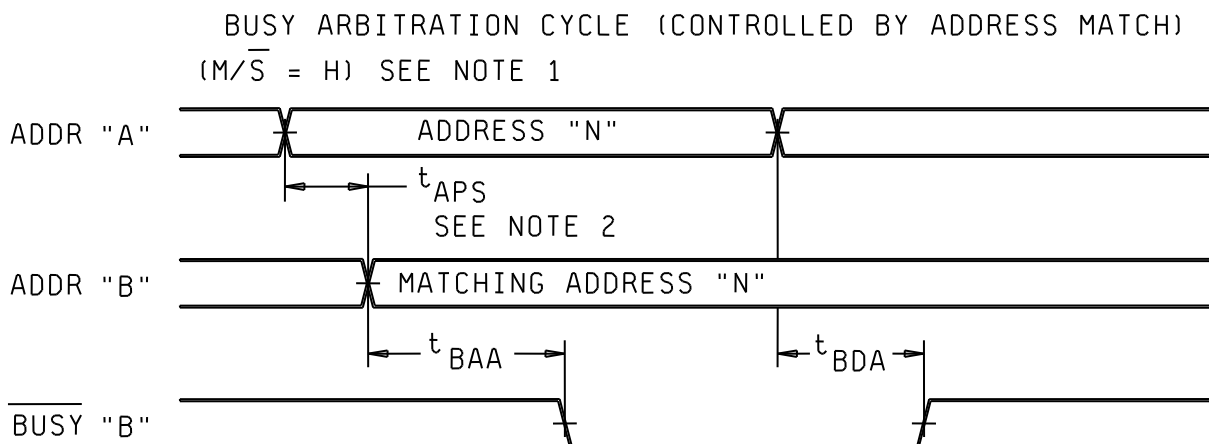 BUSY ARBITRATION CYCLE (CONTROLLED BY ADDRESS MATCH)
(M/S̅ = H) SEE NOTE 1
ADDR "A" ADDRESS "N"
tAPS
SEE NOTE 2
ADDR "B" MATCHING ADDRESS "N"
tBAA tBDA
B̅U̅S̅Y̅ "B"